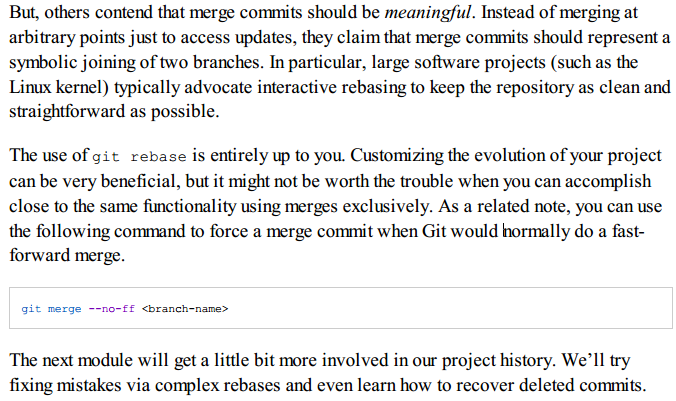 But, others contend that merge commits should be meaningful. Instead of merging at
arbitrary points just to access updates, they claim that merge commits should represent a
symbolic joining of two branches. In particular, large software projects (such as the
Linux kernel) typically advocate interactive rebasing to keep the repository as clean and
straightforward as possible.
The use of git rebase is entirely up to you. Customizing the evolution of your project
can be very beneficial, but it might not be worth the trouble when you can accomplish
close to the same functionality using merges exclusively. As a related note, you can use
the following command to force a merge commit when Git would normally do a fast-
forward merge.
git merge --no-ff <branch-name>
The next module will get a little bit more involved in our project history. We’ll try
fixing mistakes via complex rebases and even learn how to recover deleted commits.